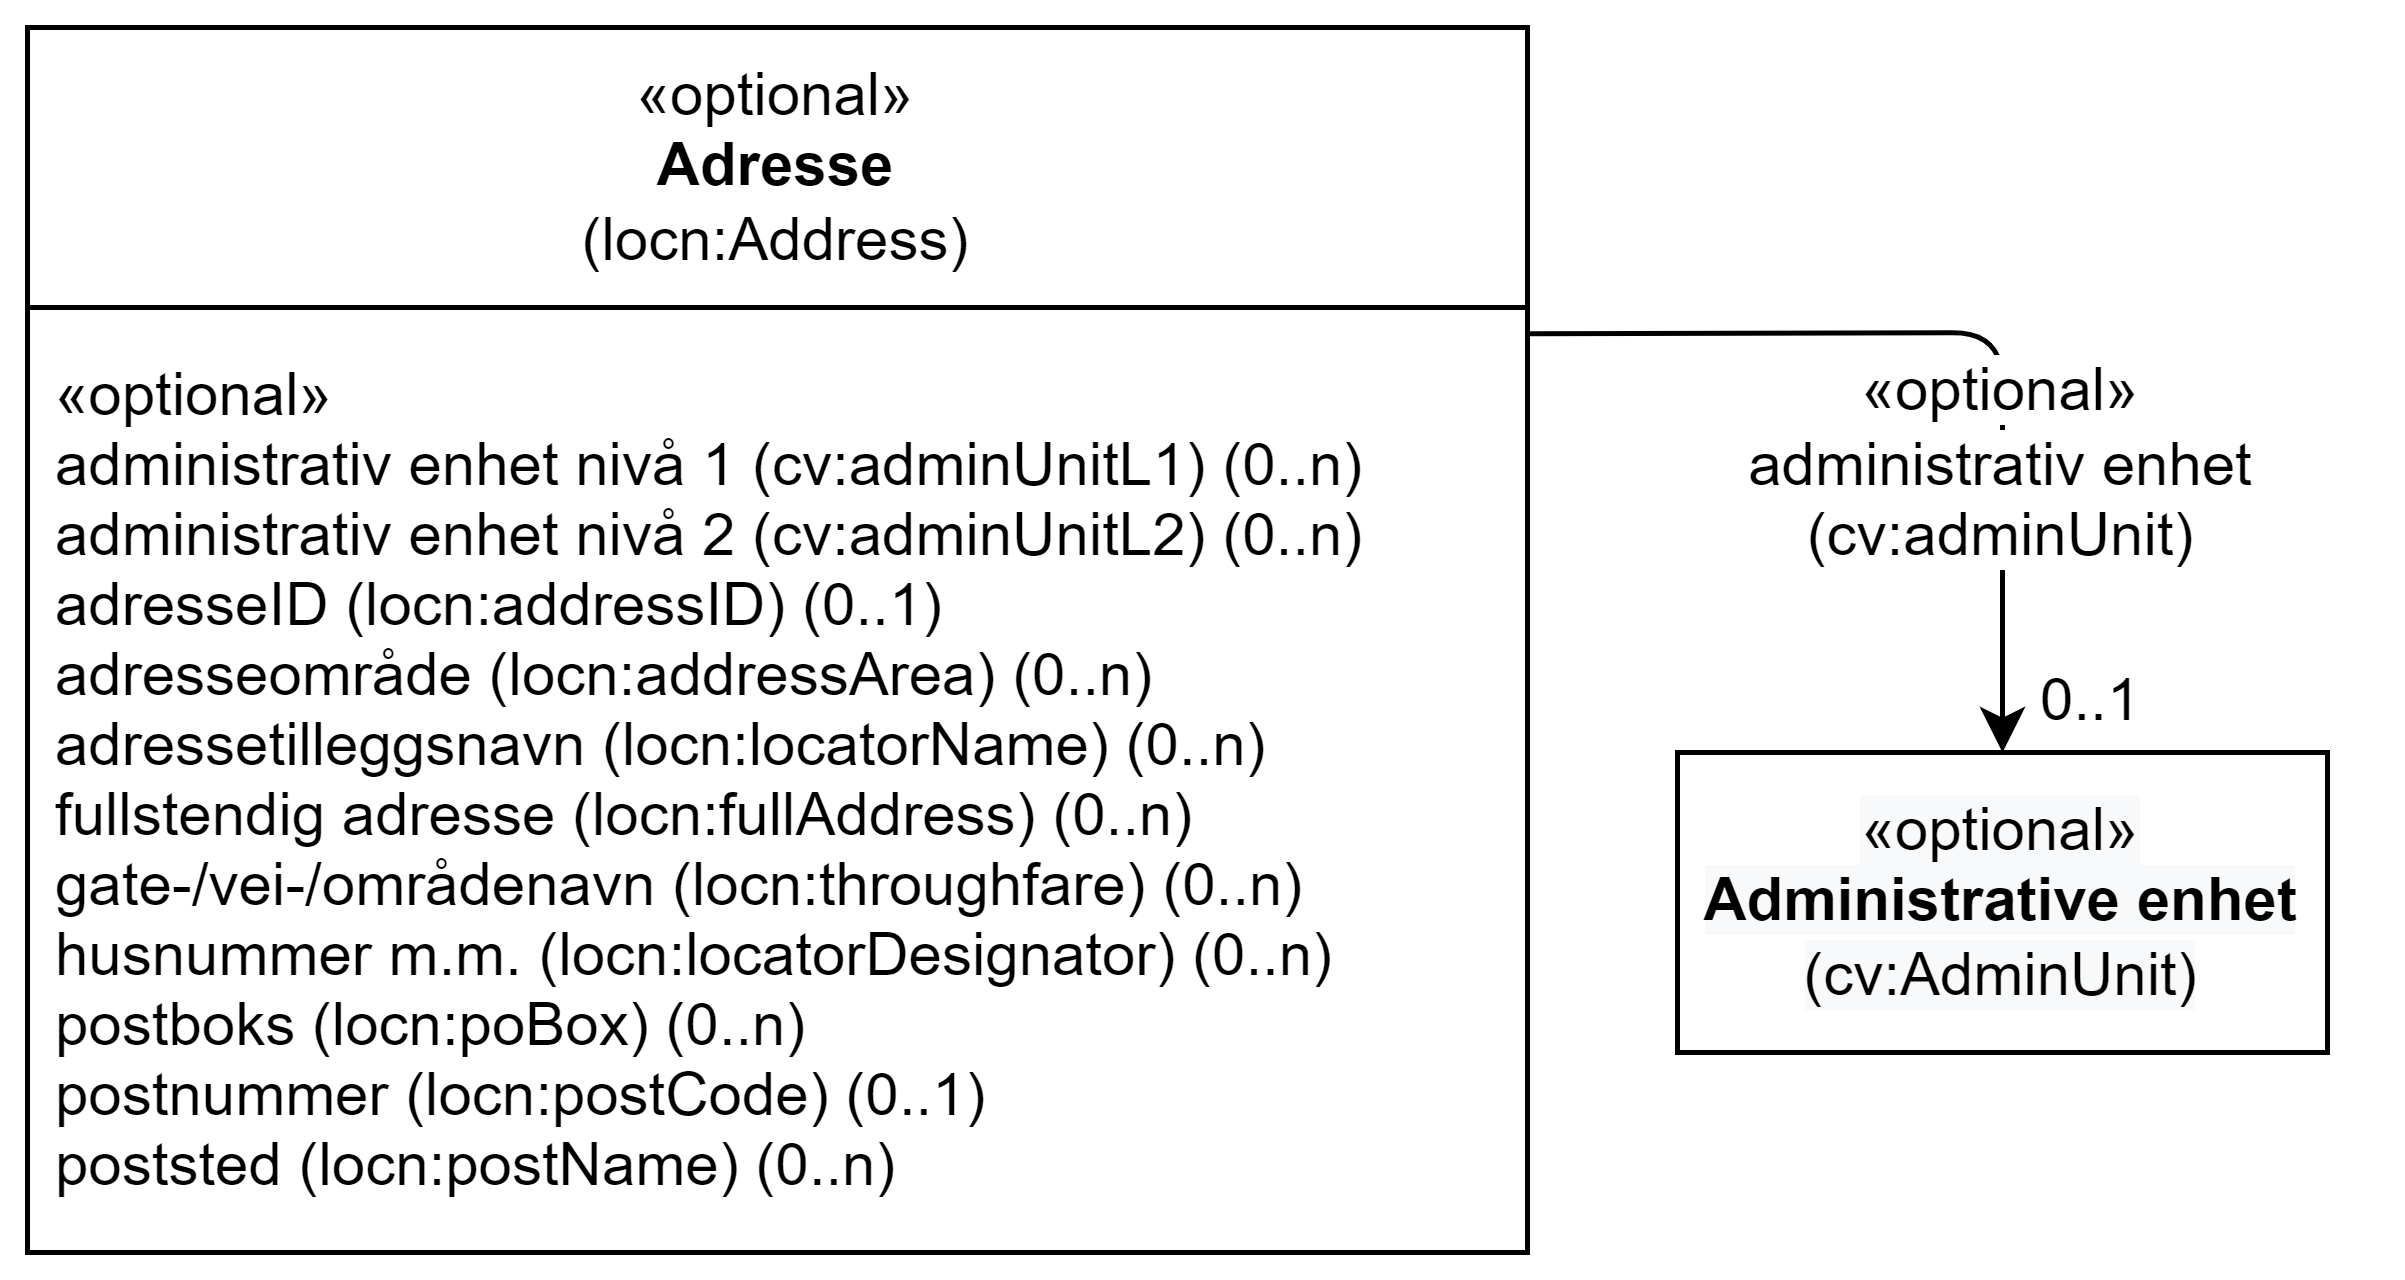 «optional»
Adresse
(locn:Address)
«optional»
administrativ enhet nivå 1 (cv:adminUnitL1) (0..n)
administrativ enhet nivå 2 (cv:adminUnitL2) (0..n)
adresseID (locn:addressID) (0..1)
adresseområde (locn:addressArea) (0..n)
adressetilleggsnavn (locn:locatorName) (0..n)
fullstendig adresse (locn:fullAddress) (0..n)
gate-/vei-/områdenavn (locn:throughfare) (0..n)
husnummer m.m. (locn:locatorDesignator) (0..n)
postboks (locn:poBox) (0..n)
postnummer (locn:postCode) (0..1)
poststed (locn:postName) (0..n)
«optional»
administrativ enhet
(cv:adminUnit)
0..1
«optional»
Administrative enhet
(cv:AdminUnit)